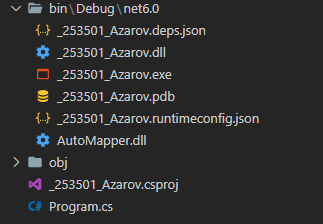 bin\Debug\net6.0
_253501_Azarov.deps.json
_253501_Azarov.dll
_253501_Azarov.exe
_253501_Azarov.pdb
_253501_Azarov.runtimeconfig.json
AutoMapper.dll
obj
_253501_Azarov.csproj
C# Program.cs